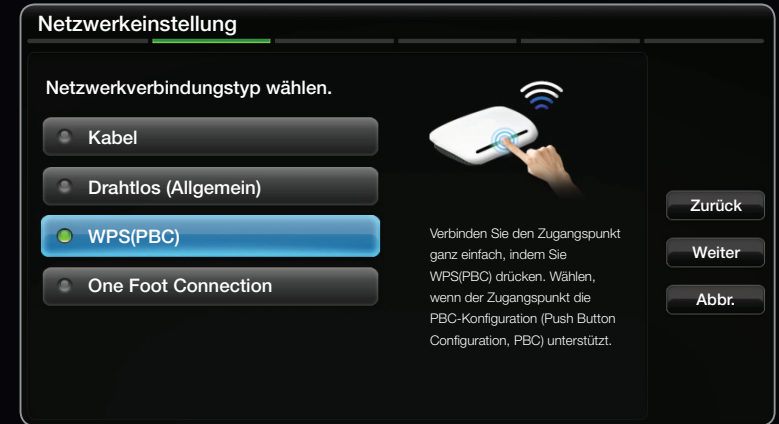 Netzwerkeinstellung
Netzwerkverbindungstyp wählen.
Kabel
Drahtlos (Allgemein)
WPS(PBC)
One Foot Connection
Verbinden Sie den Zugangspunkt
ganz einfach, indem Sie
WPS(PBC) drücken. Wählen,
wenn der Zugangspunkt die
PBC-Konfiguration (Push Button
Configuration, PBC) unterstützt.
Zurück
Weiter
Abbr.